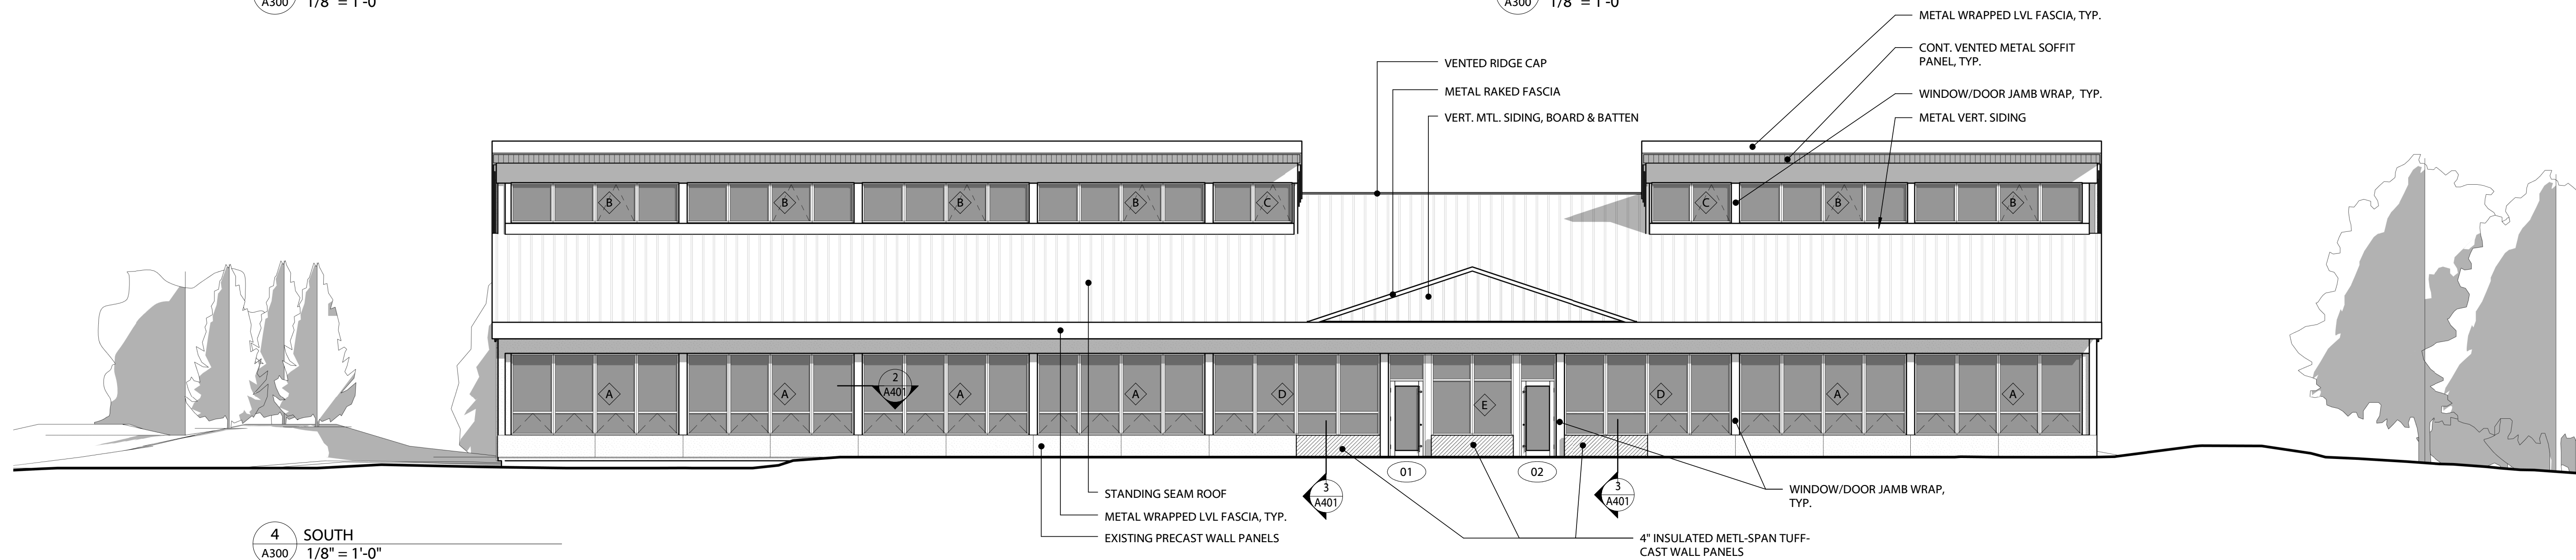 A300 1/8" = 1'-0"
A300 1/8" = 1'-0"
METAL WRAPPED LVL FASCIA, TYP.
CONT. VENTED METAL SOFFIT
PANEL, TYP.
VENTED RIDGE CAP
METAL RAKED FASCIA
WINDOW/DOOR JAMB WRAP, TYP.
VERT. MTL. SIDING, BOARD & BATTEN
METAL VERT. SIDING
B B B B C C B B
2
A401
A A A A D E D A A
01 02
3
A401
3
A401
STANDING SEAM ROOF
METAL WRAPPED LVL FASCIA, TYP.
EXISTING PRECAST WALL PANELS
WINDOW/DOOR JAMB WRAP,
TYP.
4" INSULATED METL-SPAN TUFF-
CAST WALL PANELS
4 SOUTH
A300 1/8" = 1'-0"